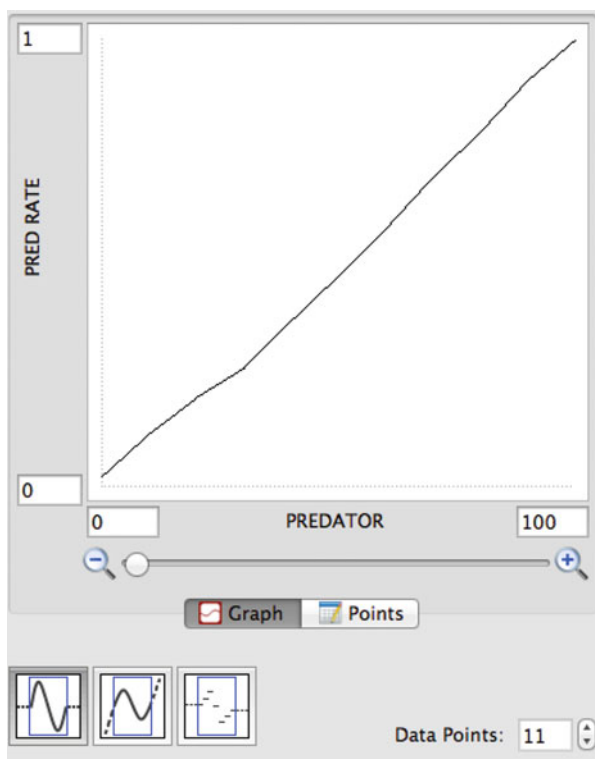 1
PRED RATE
0
0
PREDATOR
100
Graph
Points
Data Points: 11